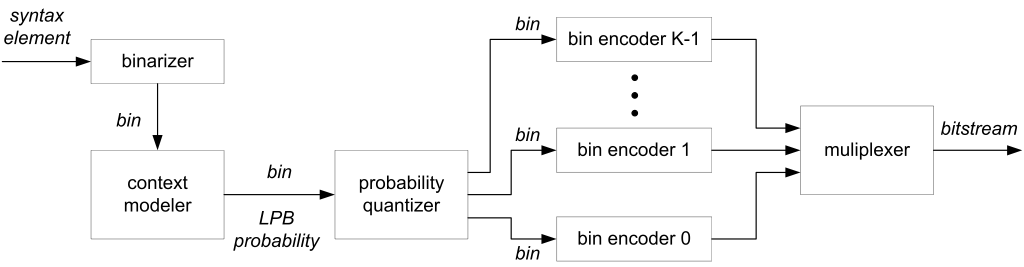 syntax
element
binarizer
bin
context
modeler
bin
LPB
probability
probability
quantizer
bin
bin encoder K-1
bin
bin encoder 1
bin
bin encoder 0
muliplexer
bitstream